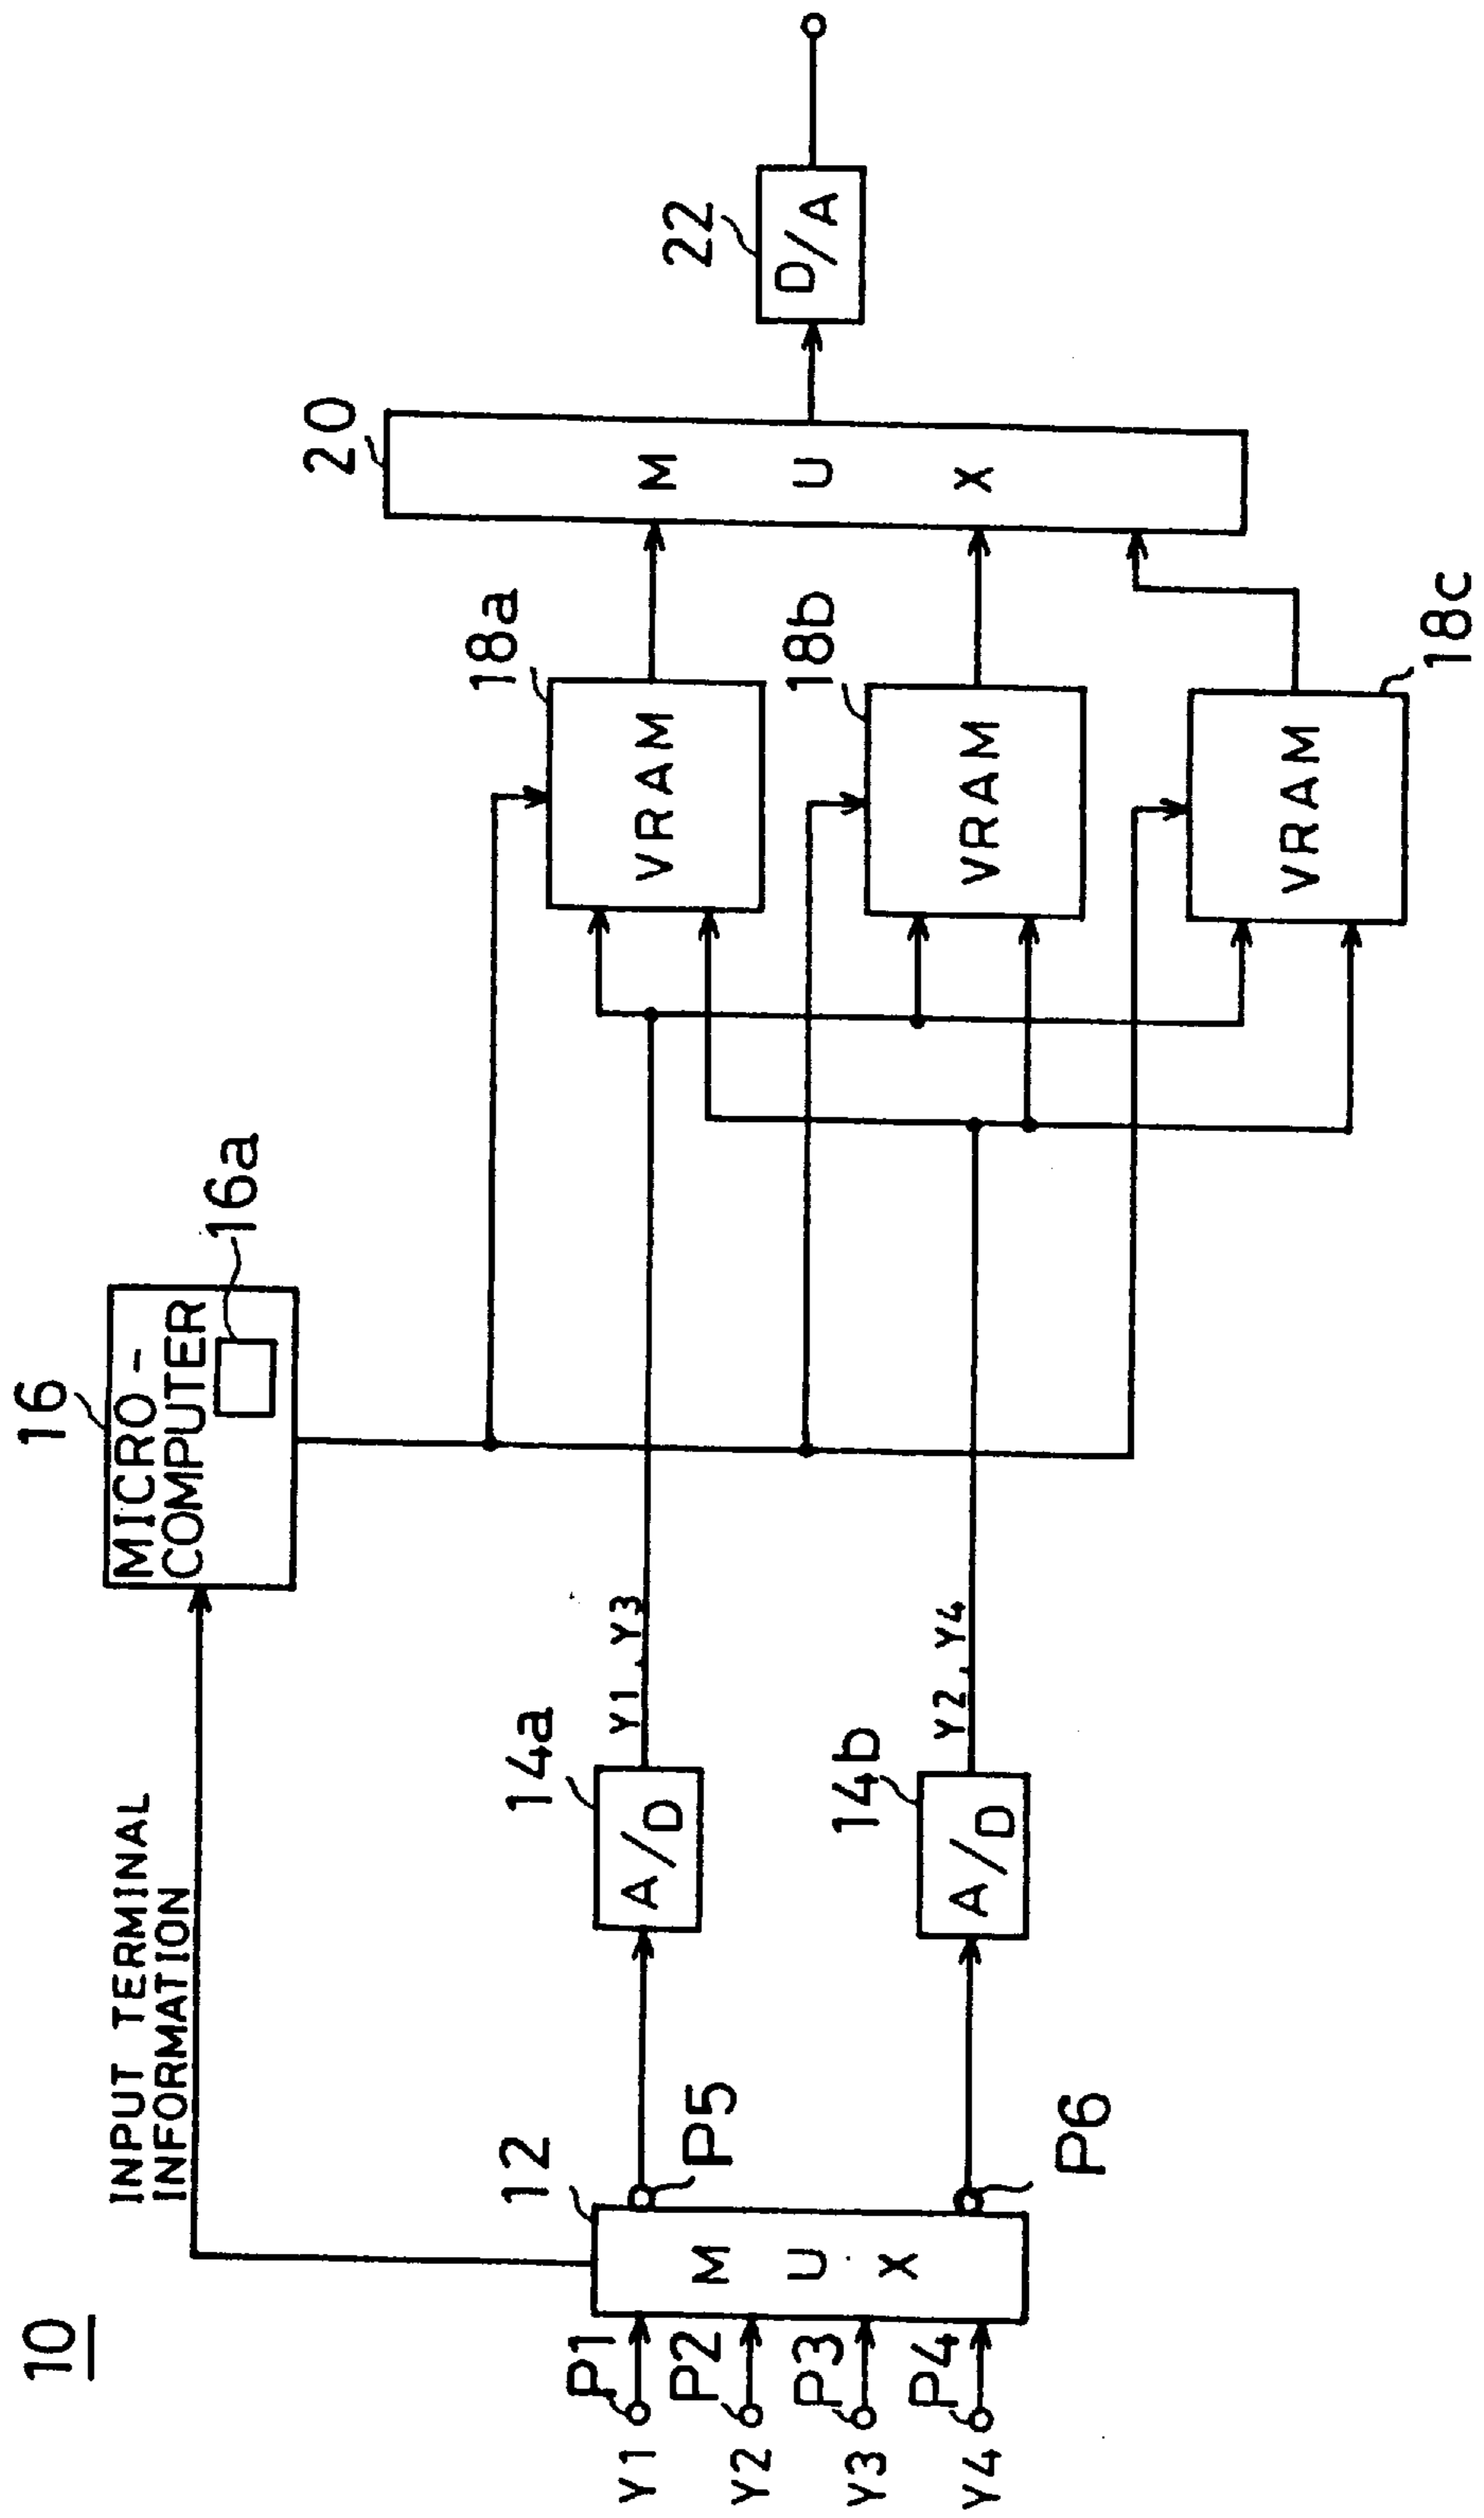 10
INPUT TERMINAL
INFORMATION
16
MICRO-
COMPUTER
16a
Y1
P1
Y2
P2
Y3
P3
Y4
P4
12
MUX
P5
P6
14a
A/D
Y1, Y3
14b
A/D
Y2, Y4
18a
VRAM
18b
VRAM
18c
VRAM
20
MUX
22
D/A